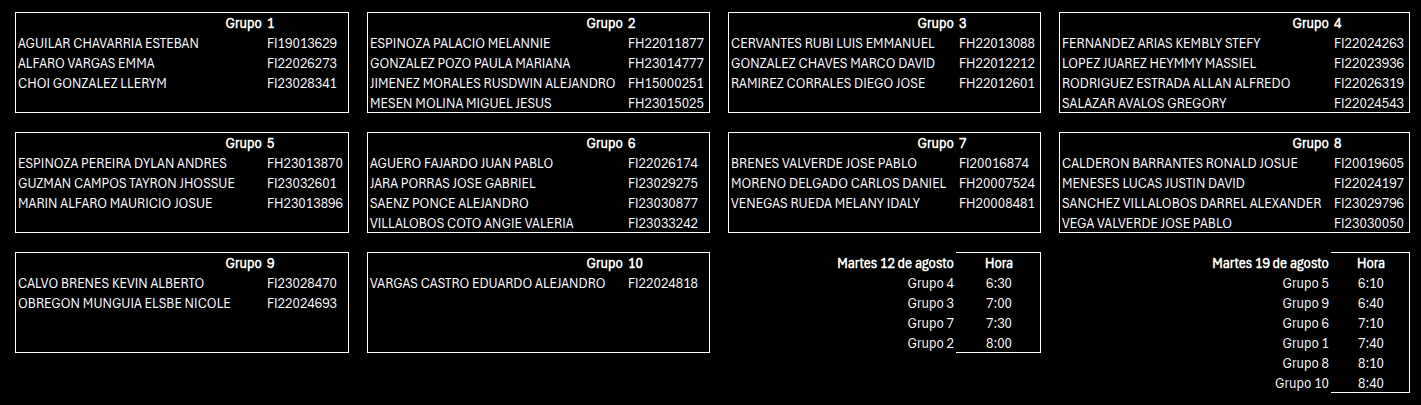 Grupo 1
AGUILAR CHAVARRIA ESTEBAN FI19013629
ALFARO VARGAS EMMA FI22026273
CHOI GONZALEZ LLERYM FI23028341
Grupo 2
ESPINOZA PALACIO MELANNIE FH22011877
GONZALEZ POZO PAULA MARIANA FH23014777
JIMENEZ MORALES RUSDWIN ALEJANDRO FH15000251
MESEN MOLINA MIGUEL JESUS FH23015025
Grupo 3
CERVANTES RUBI LUIS EMMANUEL FH22013088
GONZALEZ CHAVES MARCO DAVID FH22012212
RAMIREZ CORRALES DIEGO JOSE FH22012601
Grupo 4
FERNANDEZ ARIAS KEMBLY STEFY FI22024263
LOPEZ JUAREZ HEYMMY MASSIEL FI22023936
RODRIGUEZ ESTRADA ALLAN ALFREDO FI22026319
SALAZAR AVALOS GREGORY FI22024543
Grupo 5
ESPINOZA PEREIRA DYLAN ANDRES FH23013870
GUZMAN CAMPOS TAYRON JHOSSUE FI23032601
MARIN ALFARO MAURICIO JOSUE FH23013896
Grupo 6
AGUERO FAJARDO JUAN PABLO FI22026174
JARA PORRAS JOSE GABRIEL FI23029275
SAENZ PONCE ALEJANDRO FI23030877
VILLALOBOS COTO ANGIE VALERIA FI23033242
Grupo 7
BRENES VALVERDE JOSE PABLO FI20016874
MORENO DELGADO CARLOS DANIEL FH20007524
VENEGAS RUEDA MELANY IDALY FH20008481
Grupo 8
CALDERON BARRANTES RONALD JOSUE FI20019605
MENESES LUCAS JUSTIN DAVID FI22024197
SANCHEZ VILLALOBOS DARREL ALEXANDER FI23029796
VEGA VALVERDE JOSE PABLO FI23030050
Grupo 9
CALVO BRENES KEVIN ALBERTO FI23028470
OBREGON MUNGUIA ELSBE NICOLE FI22024693
Grupo 10
VARGAS CASTRO EDUARDO ALEJANDRO FI22024818
Martes 12 de agosto Hora
Grupo 4 6:30
Grupo 3 7:00
Grupo 7 7:30
Grupo 2 8:00
Martes 19 de agosto Hora
Grupo 5 6:10
Grupo 9 6:40
Grupo 6 7:10
Grupo 1 7:40
Grupo 8 8:10
Grupo 10 8:40